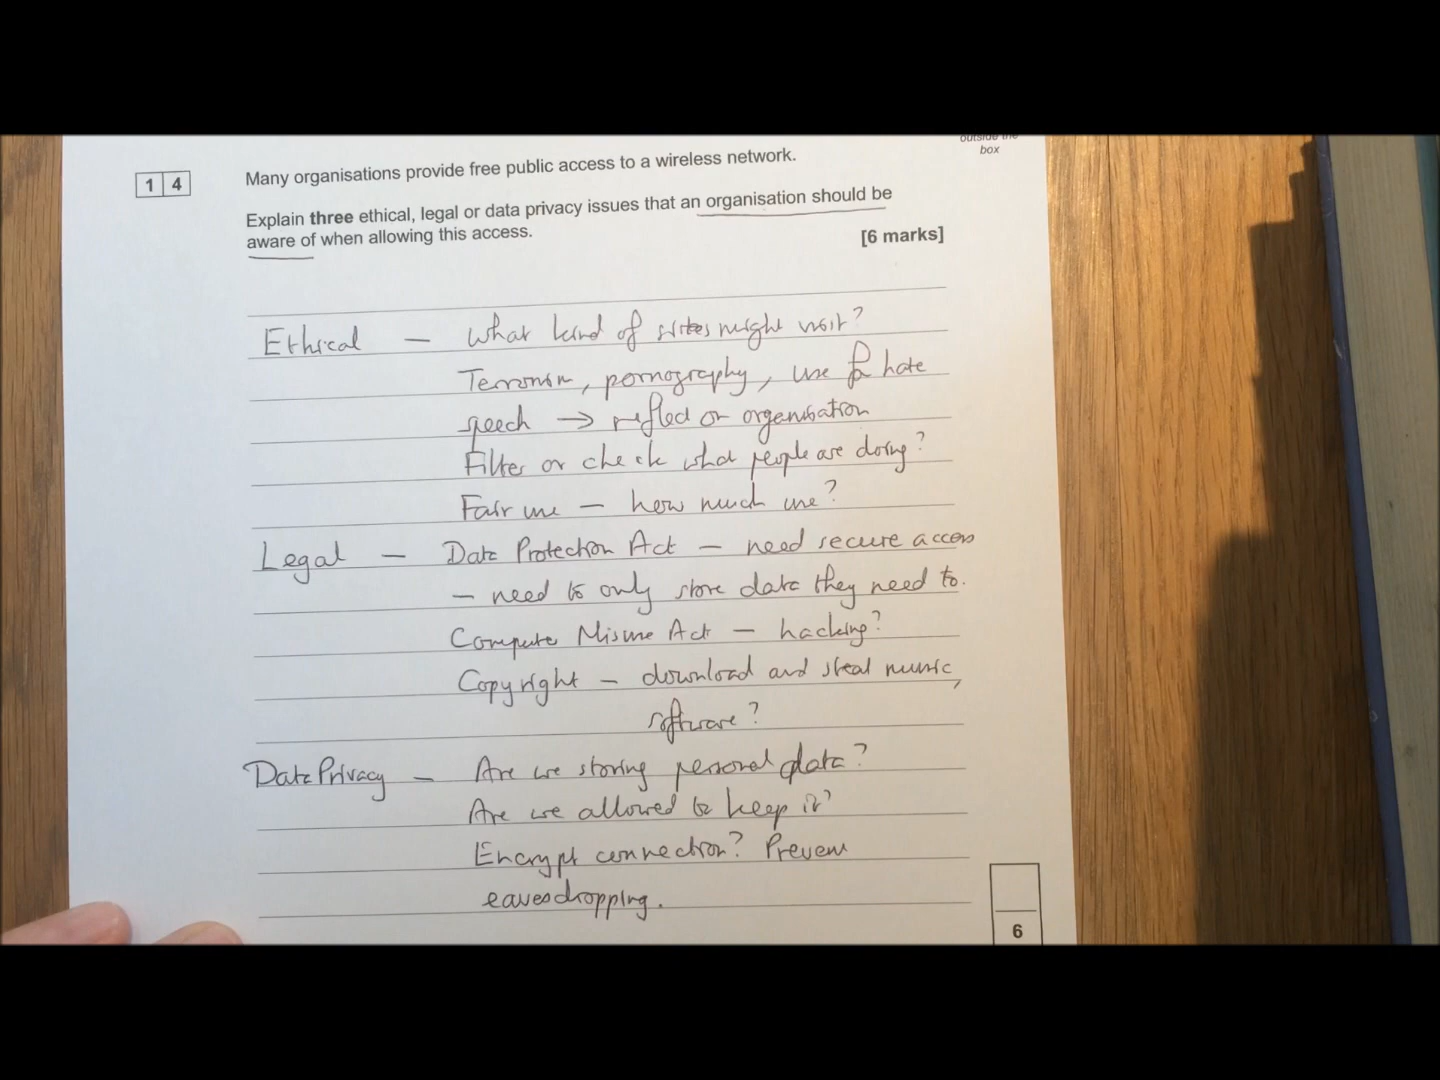 outside the
box
1 4
Many organisations provide free public access to a wireless network.
Explain three ethical, legal or data privacy issues that an organisation should be
aware of when allowing this access.
[6 marks]
Ethical — What kind of sites might visit?
Terrorism, pornography, use for hate
speech → reflect on organisation
Filter or check what people are doing?
Fair use — how much use?
Legal — Data Protection Act — need secure access
— need to only store data they need to.
Computer Misuse Act — hacking?
Copyright — download and steal music,
software?
Data Privacy — Are we storing personal data?
Are we allowed to keep it?
Encrypt connection? Prevent
eavesdropping.
6